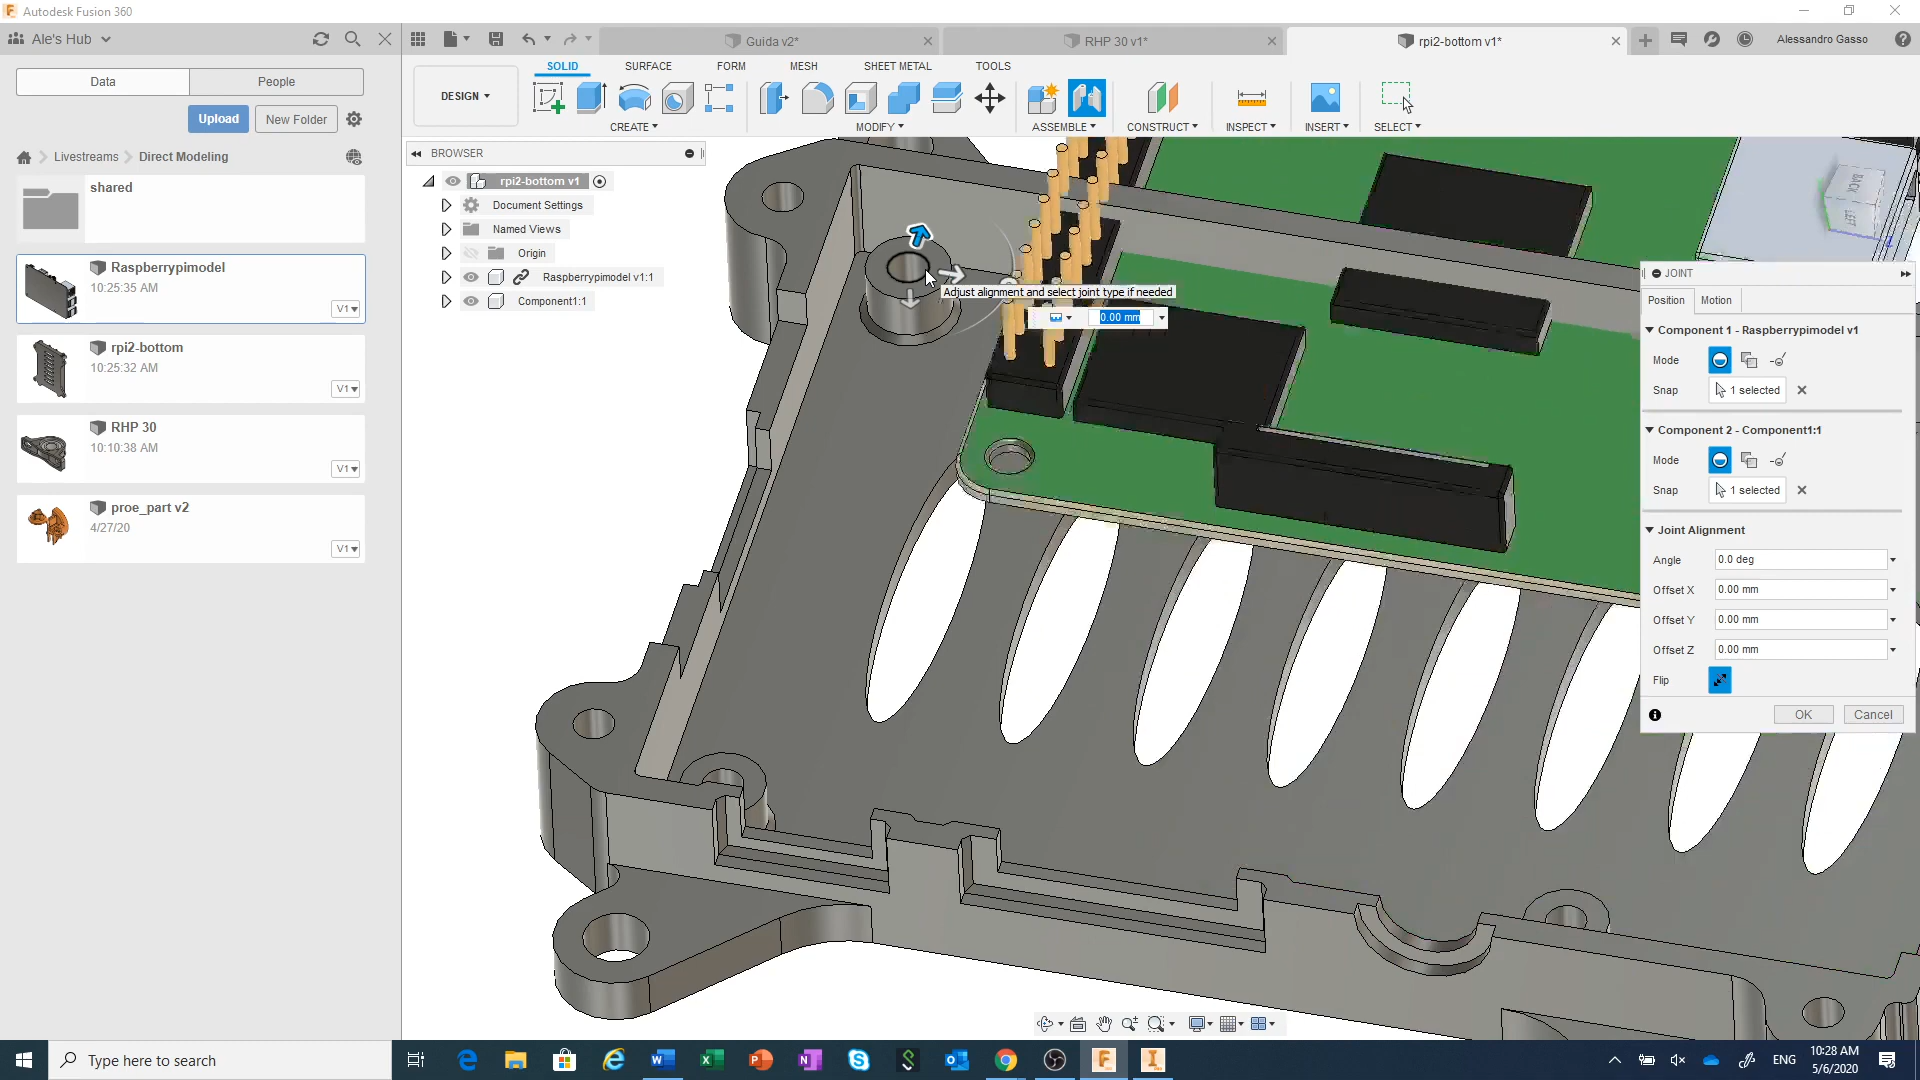 Autodesk Fusion 360
Ale's Hub
Guida v2*
RHP 30 v1*
rpi2-bottom v1*
Alessandro Gasso
Data
People
Upload
New Folder
Livestreams
Direct Modeling
shared
Raspberrypimodel
10:25:35 AM
V1
rpi2-bottom
10:25:32 AM
V1
RHP 30
10:10:38 AM
V1
proe_part v2
4/27/20
V1
SOLID
SURFACE
FORM
MESH
SHEET METAL
TOOLS
DESIGN
CREATE
MODIFY
ASSEMBLE
CONSTRUCT
INSPECT
INSERT
SELECT
BROWSER
rpi2-bottom v1
Document Settings
Named Views
Origin
Raspberrypimodel v1:1
Component1:1
Adjust alignment and select joint type if needed
0.00 mm
BACK
LEFT
JOINT
Position
Motion
Component 1 - Raspberrypimodel v1
Mode
Snap
1 selected
Component 2 - Component1:1
Mode
Snap
1 selected
Joint Alignment
Angle
0.0 deg
Offset X
0.00 mm
Offset Y
0.00 mm
Offset Z
0.00 mm
Flip
OK
Cancel
Type here to search
ENG
10:28 AM
5/6/2020